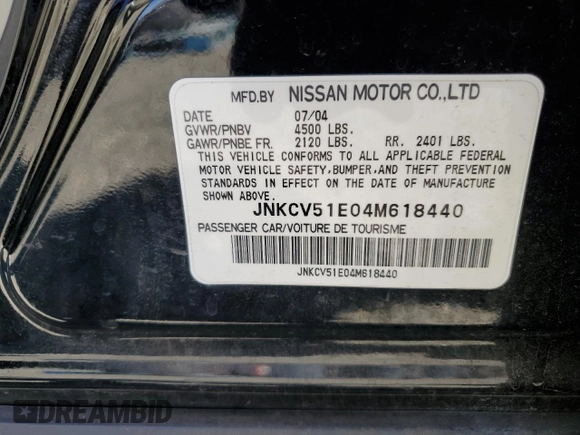 MFD.BY NISSAN MOTOR CO.,LTD
DATE 07/04
GVWR/PNBV 4500 LBS.
GAWR/PNBE FR. 2120 LBS. RR. 2401 LBS.
THIS VEHICLE CONFORMS TO ALL APPLICABLE FEDERAL
MOTOR VEHICLE SAFETY,BUMPER,AND THEFT PREVENTION
STANDARDS IN EFFECT ON THE DATE OF MANUFACTURE
SHOWN ABOVE.
JNKCV51E04M618440
PASSENGER CAR/VOITURE DE TOURISME
JNKCV51E04M618440
DREAMBID